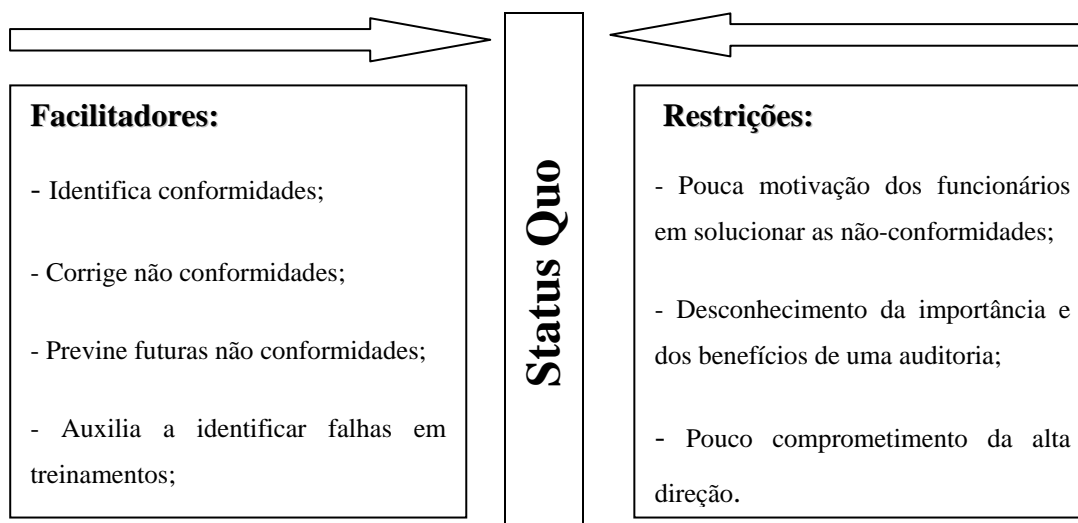 Facilitadores:
- Identifica conformidades;
- Corrige não conformidades;
- Previne futuras não conformidades;
- Auxilia a identificar falhas em
treinamentos;
Status Quo
Restrições:
- Pouca motivação dos funcionários
em solucionar as não-conformidades;
- Desconhecimento da importância e
dos benefícios de uma auditoria;
- Pouco comprometimento da alta
direção.